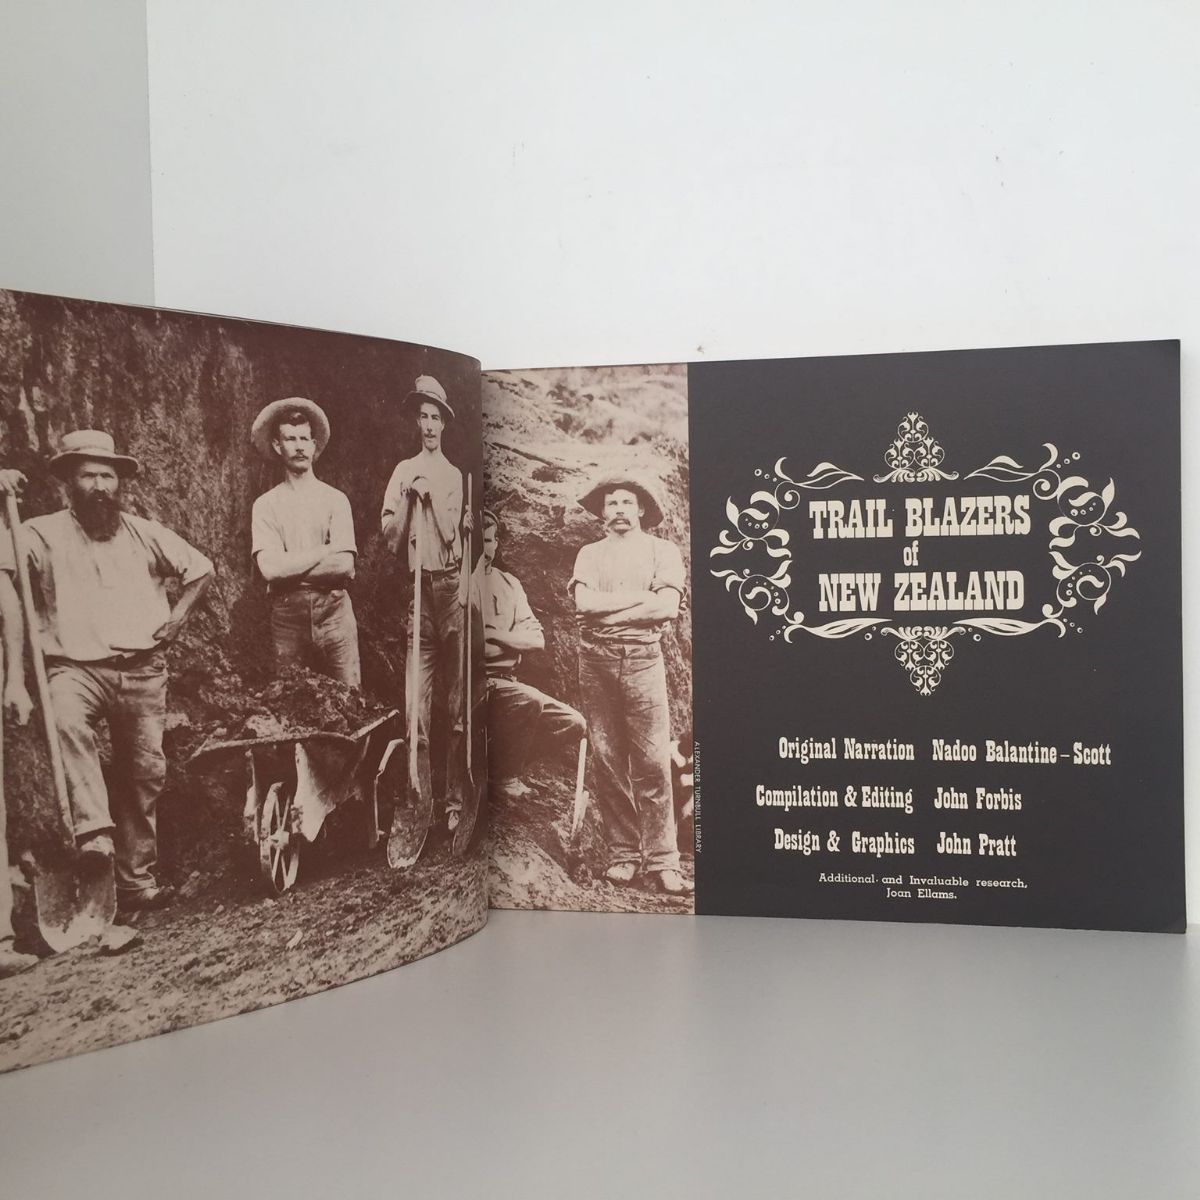 TRAIL BLAZERS
of
NEW ZEALAND
Original Narration Nadoo Balantine–Scott
Compilation & Editing John Forbis
Design & Graphics John Pratt
Additional and Invaluable research,
Joan Ellams.
ALEXANDER TURNBULL LIBRARY